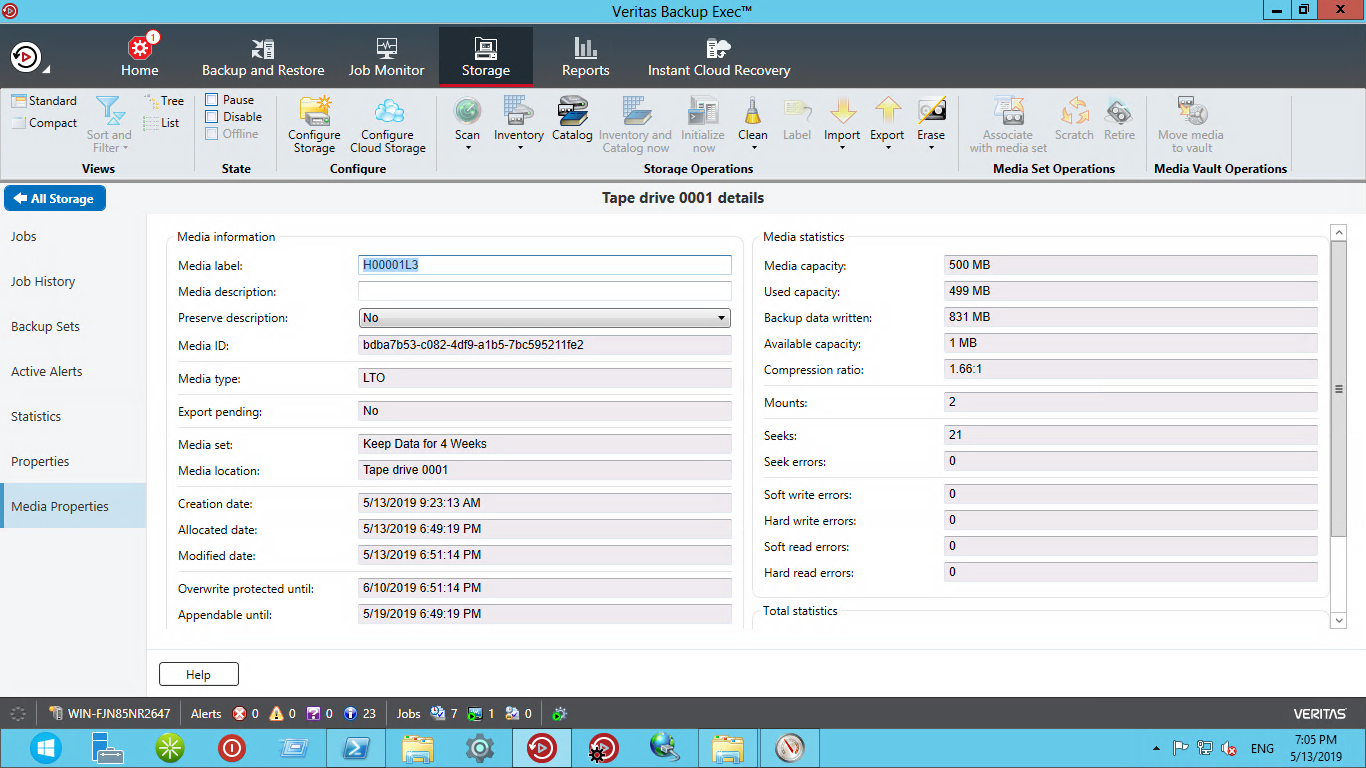 Veritas Backup Exec™
1
Home
Backup and Restore
Job Monitor
Storage
Reports
Instant Cloud Recovery
Standard
Compact
Sort and
Filter
Tree
List
Views
Pause
Disable
Offline
State
Configure
Storage
Configure
Cloud Storage
Configure
Scan
Inventory
Catalog
Inventory and
Catalog now
Initialize
now
Clean
Label
Import
Export
Erase
Storage Operations
Associate
with media set
Scratch
Retire
Media Set Operations
Move media
to vault
Media Vault Operations
All Storage
Tape drive 0001 details
Jobs
Job History
Backup Sets
Active Alerts
Statistics
Properties
Media Properties
Media information
Media label: H00001L3
Media description:
Preserve description: No
Media ID: bdba7b53-c082-4df9-a1b5-7bc595211fe2
Media type: LTO
Export pending: No
Media set: Keep Data for 4 Weeks
Media location: Tape drive 0001
Creation date: 5/13/2019 9:23:13 AM
Allocated date: 5/13/2019 6:49:19 PM
Modified date: 5/13/2019 6:51:14 PM
Overwrite protected until: 6/10/2019 6:51:14 PM
Appendable until: 5/19/2019 6:49:19 PM
Media statistics
Media capacity: 500 MB
Used capacity: 499 MB
Backup data written: 831 MB
Available capacity: 1 MB
Compression ratio: 1.66:1
Mounts: 2
Seeks: 21
Seek errors: 0
Soft write errors: 0
Hard write errors: 0
Soft read errors: 0
Hard read errors: 0
Total statistics
Help
WIN-FJN85NR2647 Alerts 0 0 0 23 Jobs 7 1 0
VERITAS
ENG
7:05 PM
5/13/2019